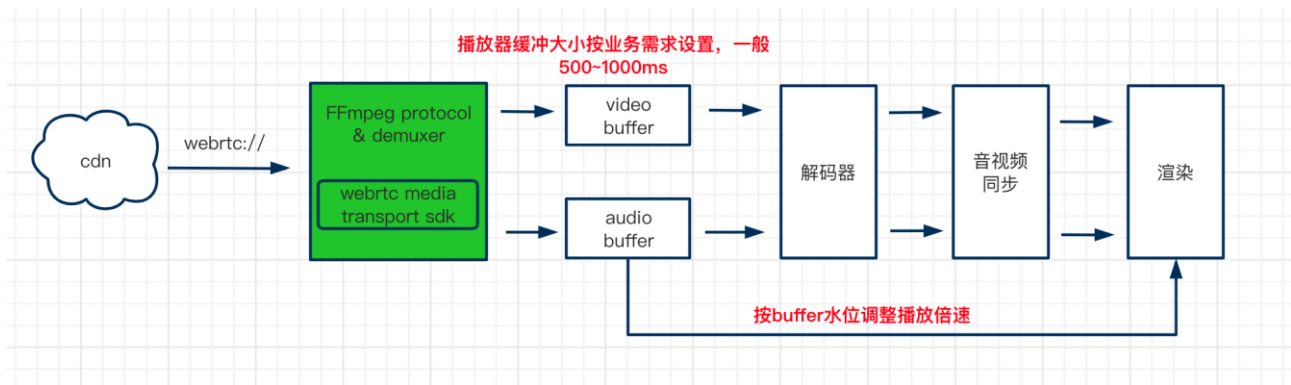 播放器缓冲大小按业务需求设置，一般
500~1000ms
cdn
webrtc://
FFmpeg protocol
& demuxer
webrtc media
transport sdk
video
buffer
audio
buffer
解码器
音视频
同步
渲染
按buffer水位调整播放倍速